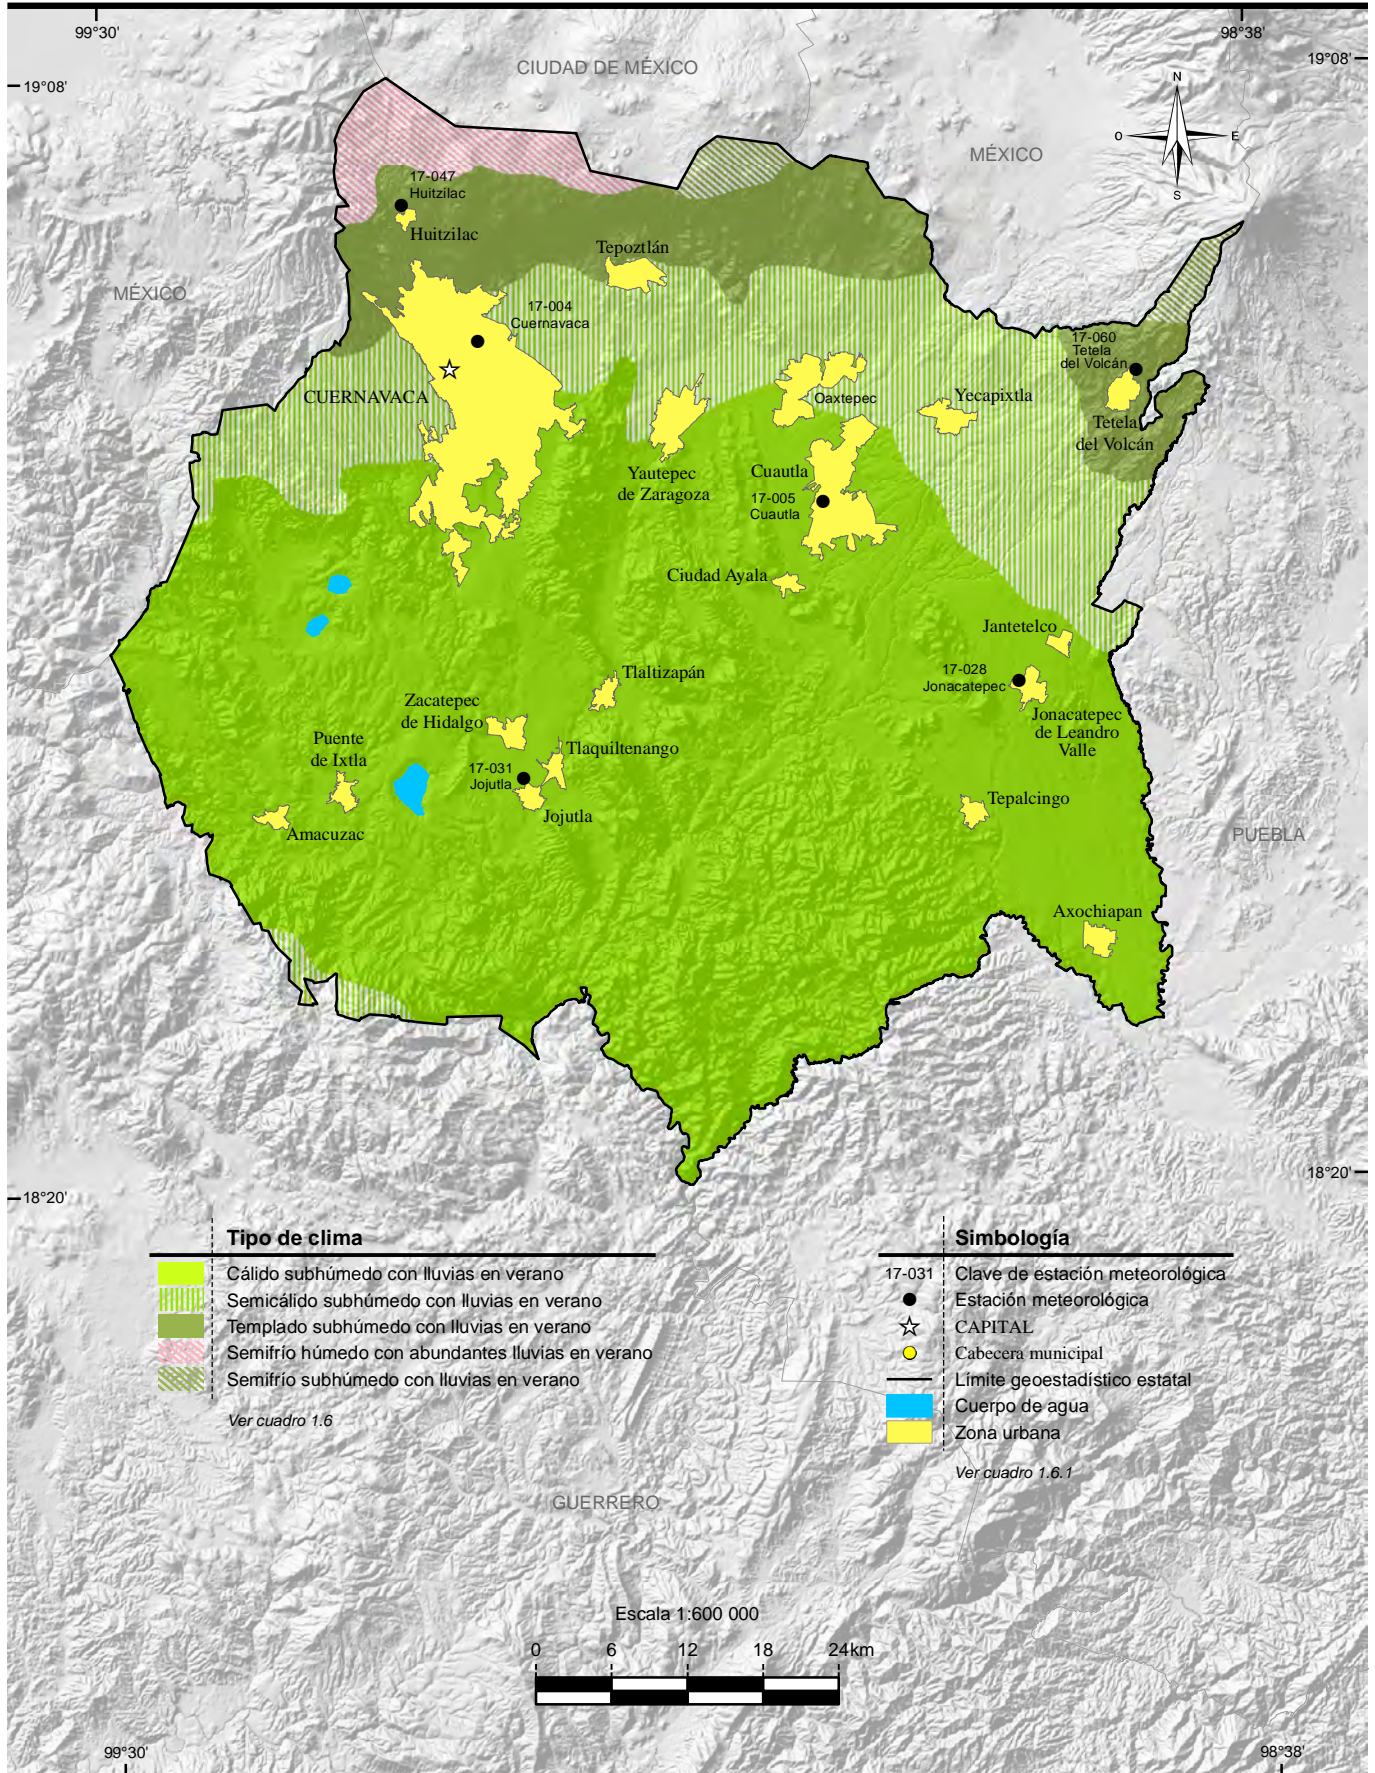 99°30'
98°38'
19°08'
19°08'
CIUDAD DE MÉXICO
N
O
E
S
MÉXICO
17-047
Huitzilac
Huitzilac
Tepoztlán
MÉXICO
17-004
Cuernavaca
17-060
Tetela
del Volcán
CUERNAVACA
Oaxtepec
Yecapixtla
Tetela
del Volcán
Yautepec
de Zaragoza
Cuautla
17-005
Cuautla
Ciudad Ayala
Jantetelco
17-028
Jonacatepec
Jonacatepec
de Leandro
Valle
Tlaltizapán
Zacatepec
de Hidalgo
Puente
de Ixtla
Tlaquiltenango
17-031
Jojutla
Jojutla
Amacuzac
Tepalcingo
PUEBLA
Axochiapan
18°20'
18°20'
Tipo de clima
Cálido subhúmedo con lluvias en verano
Semicálido subhúmedo con lluvias en verano
Templado subhúmedo con lluvias en verano
Semifrío húmedo con abundantes lluvias en verano
Semifrío subhúmedo con lluvias en verano
Ver cuadro 1.6
Simbología
17-031 Clave de estación meteorológica
Estación meteorológica
CAPITAL
Cabecera municipal
Límite geoestadístico estatal
Cuerpo de agua
Zona urbana
Ver cuadro 1.6.1
GUERRERO
Escala 1:600 000
0 6 12 18 24km
99°30'
98°38'